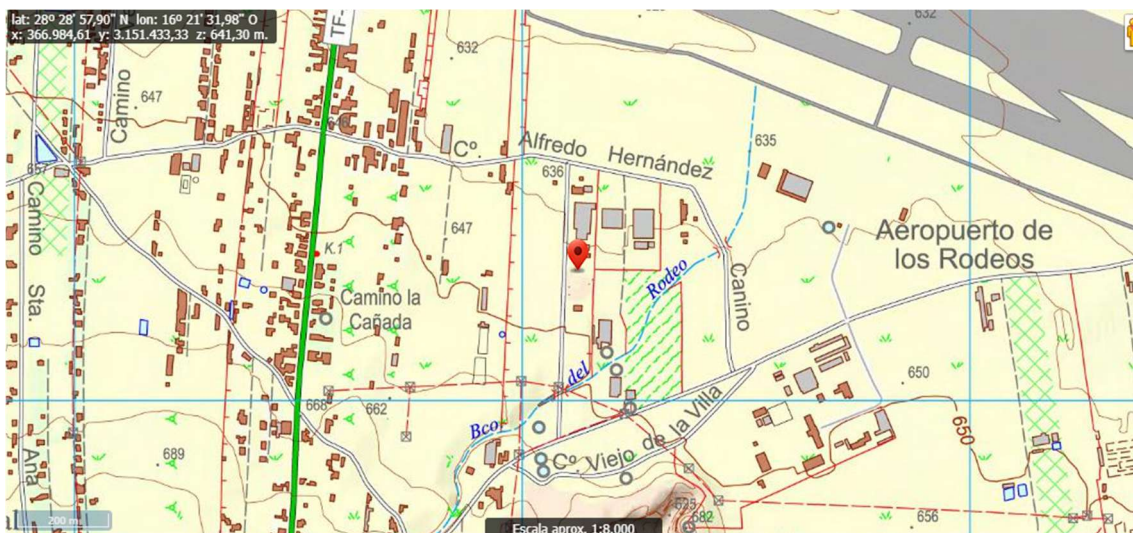 lat: 28º 28' 57,90" N lon: 16º 21' 31,98" O
x: 366.984,61 y: 3.151.433,33 z: 641,30 m.
TF-
632
632
Camino
647
646
Cº. Alfredo Hernández
635
657
636
Camino
Sta.
Ana
647
K.1
Rodeo
Canino
Aeropuerto de
los Rodeos
Camino la
Cañada
del
650
668
662
Bco.
Cº. Viejo de la Villa
650
689
625
682
656
200 m
Escala aprox. 1:8.000